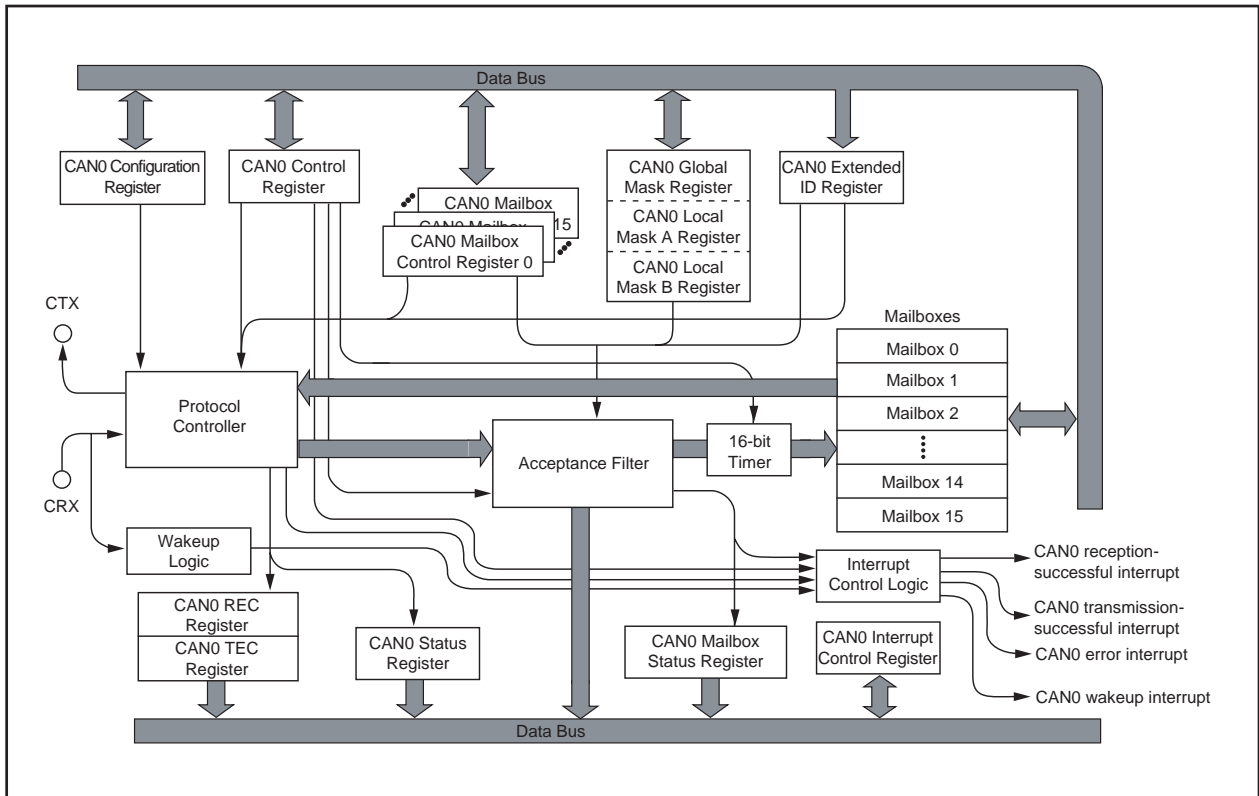 Data Bus
CAN0 Configuration
Register
CAN0 Control
Register
CAN0 Mailbox
15
CAN0 Mailbox
CAN0 Mailbox
Control Register 0
CAN0 Global
Mask Register
CAN0 Local
Mask A Register
CAN0 Local
Mask B Register
CAN0 Extended
ID Register
CTX
CRX
Protocol
Controller
Acceptance Filter
16-bit
Timer
Mailboxes
Mailbox 0
Mailbox 1
Mailbox 2
Mailbox 14
Mailbox 15
Wakeup
Logic
Interrupt
Control Logic
CAN0 reception-
successful interrupt
CAN0 transmission-
successful interrupt
CAN0 error interrupt
CAN0 wakeup interrupt
CAN0 REC
Register
CAN0 TEC
Register
CAN0 Status
Register
CAN0 Mailbox
Status Register
CAN0 Interrupt
Control Register
Data Bus